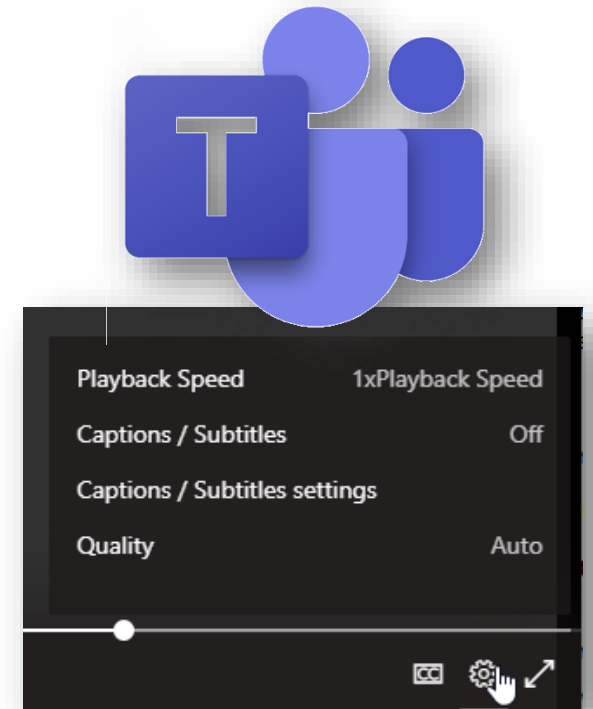 T
Playback Speed 1xPlayback Speed
Captions / Subtitles Off
Captions / Subtitles settings
Quality Auto
CC